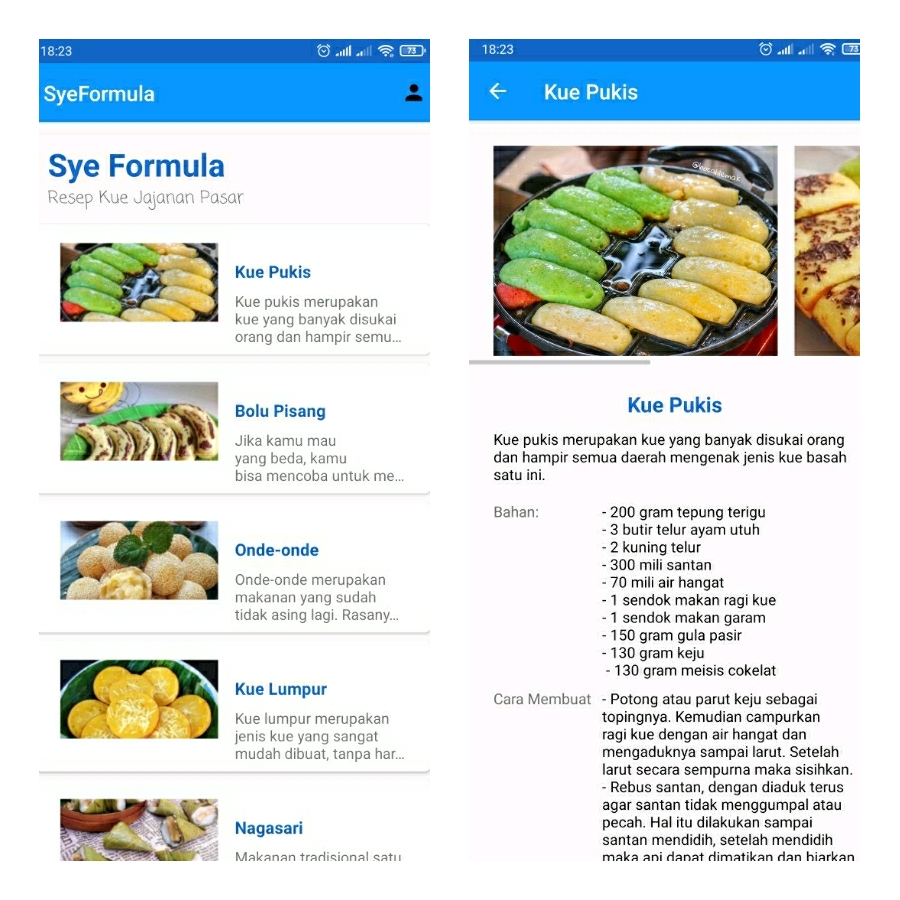 18:23
73
SyeFormula
Sye Formula
Resep Kue Jajanan Pasar
Kue Pukis
Kue pukis merupakan
kue yang banyak disukai
orang dan hampir semu...
Bolu Pisang
Jika kamu mau
yang beda, kamu
bisa mencoba untuk me...
Onde-onde
Onde-onde merupakan
makanan yang sudah
tidak asing lagi. Rasany...
Kue Lumpur
Kue lumpur merupakan
jenis kue yang sangat
mudah dibuat, tanpa har...
Nagasari
Makanan tradisional satu
18:23
73
Kue Pukis
Kue Pukis
Kue pukis merupakan kue yang banyak disukai orang
dan hampir semua daerah mengenak jenis kue basah
satu ini.
Bahan:
- 200 gram tepung terigu
- 3 butir telur ayam utuh
- 2 kuning telur
- 300 mili santan
- 70 mili air hangat
- 1 sendok makan ragi kue
- 1 sendok makan garam
- 150 gram gula pasir
- 130 gram keju
- 130 gram meisis cokelat
Cara Membuat
- Potong atau parut keju sebagai
topingnya. Kemudian campurkan
ragi kue dengan air hangat dan
mengaduknya sampai larut. Setelah
larut secara sempurna maka sisihkan.
- Rebus santan, dengan diaduk terus
agar santan tidak menggumpal atau
pecah. Hal itu dilakukan sampai
santan mendidih, setelah mendidih
maka api dapat dimatikan dan biarkan